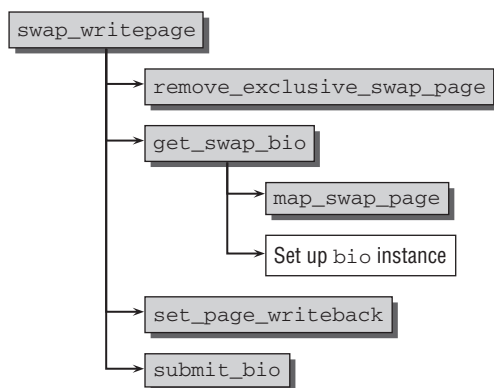 swap_writepage
remove_exclusive_swap_page
get_swap_bio
map_swap_page
Set up bio instance
set_page_writeback
submit_bio